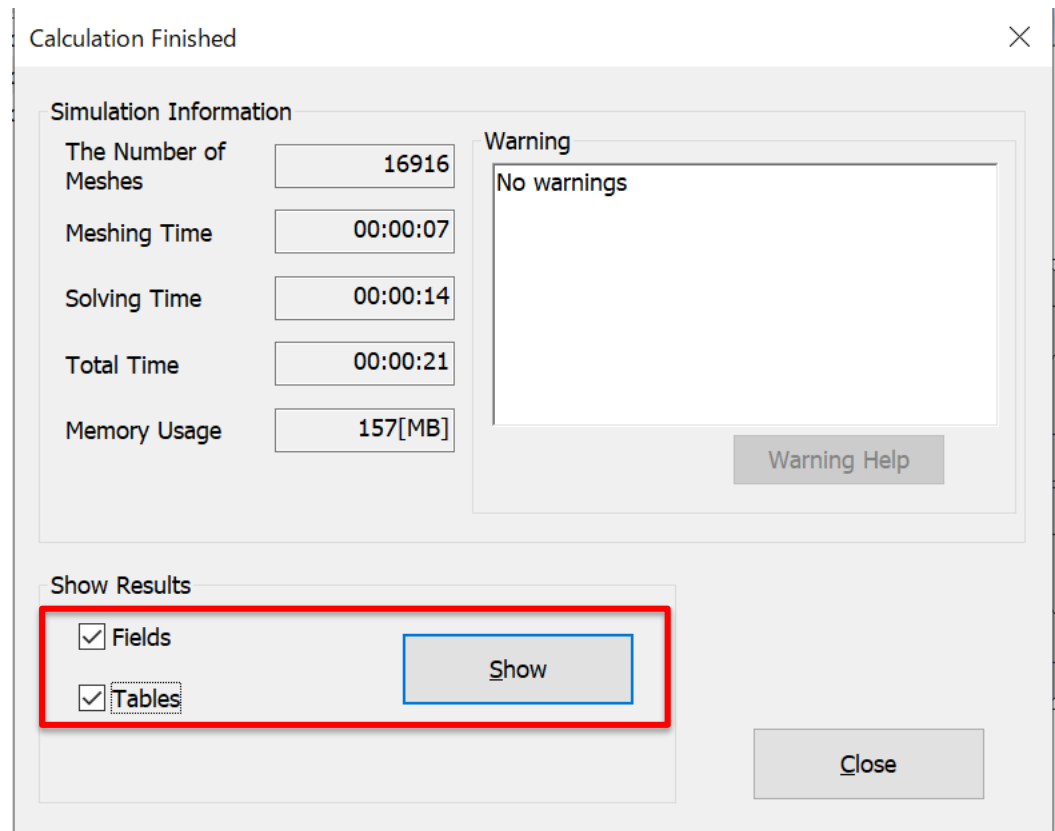 Calculation Finished
Simulation Information
The Number of
Meshes
16916
Meshing Time
00:00:07
Solving Time
00:00:14
Total Time
00:00:21
Memory Usage
157[MB]
Warning
No warnings
Warning Help
Show Results
Fields
Tables
Show
Close